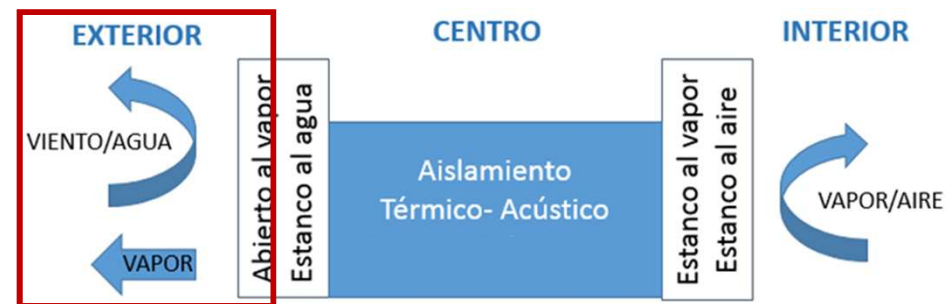 EXTERIOR
CENTRO
INTERIOR
VIENTO/AGUA
VAPOR
Abierto al vapor
Estanco al agua
Aislamiento
Térmico- Acústico
Estanco al vapor
Estanco al aire
VAPOR/AIRE